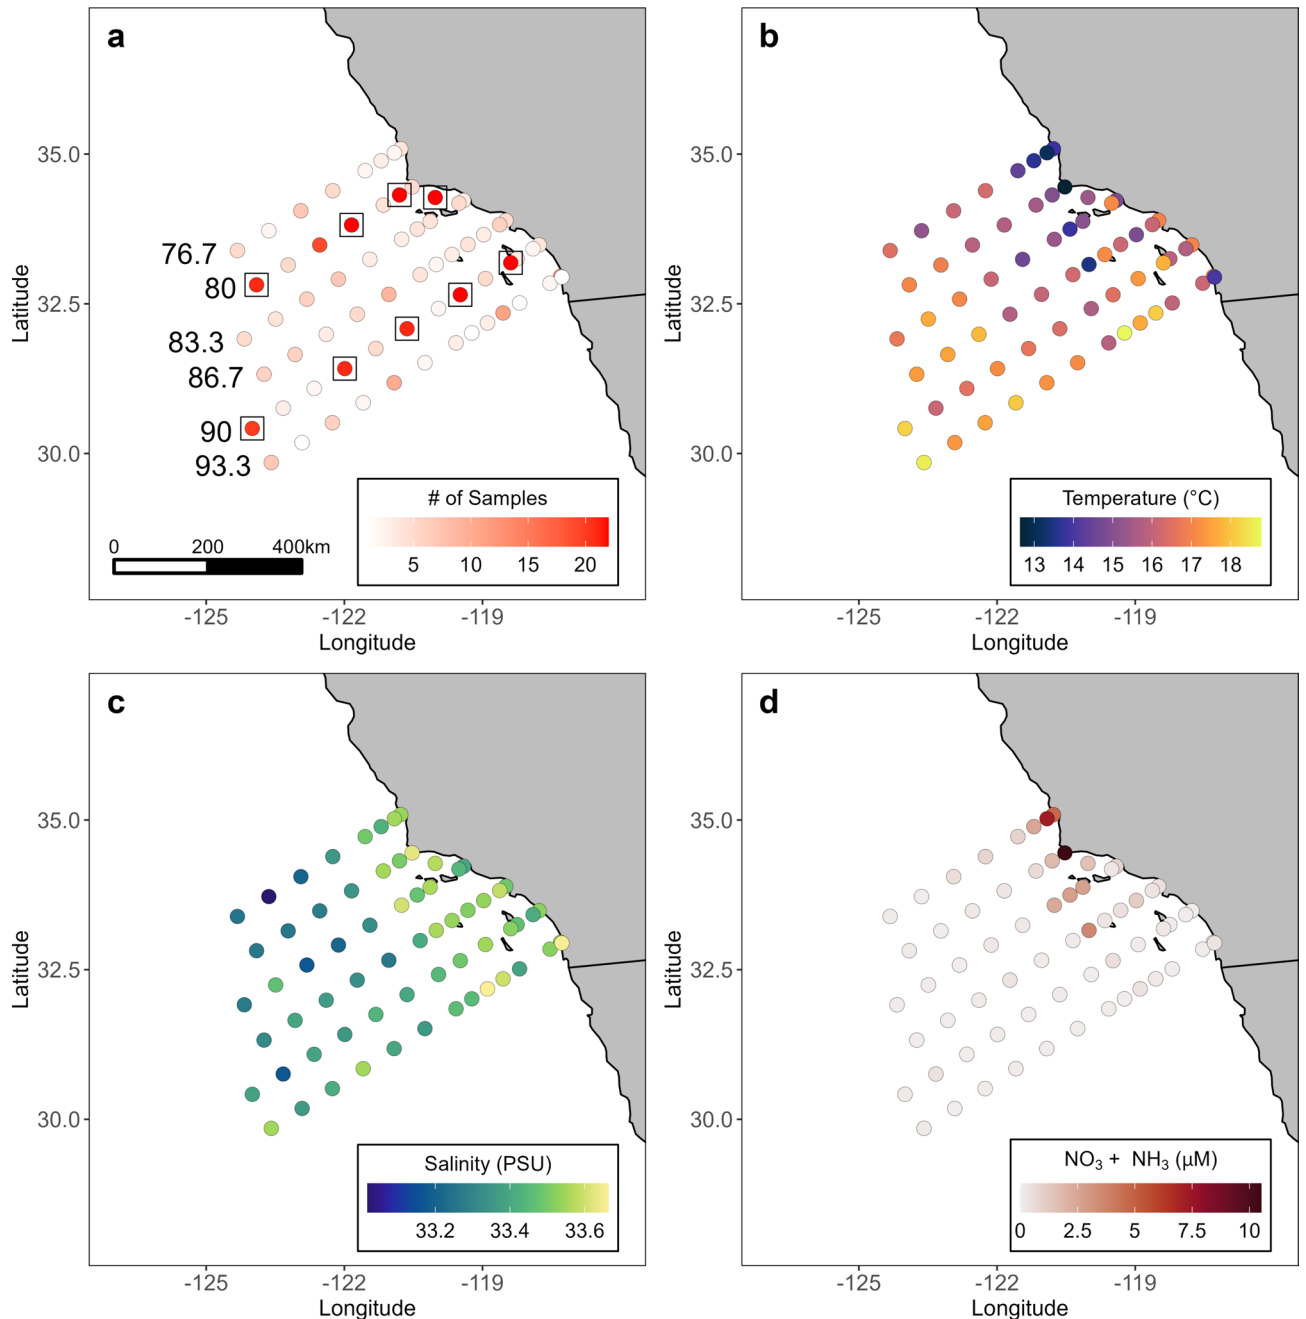 a
35.0
32.5
30.0
Latitude
76.7
80
83.3
86.7
90
93.3
0 200 400km
# of Samples
5 10 15 20
-125 -122 -119
Longitude
b
35.0
32.5
30.0
Latitude
Temperature (°C)
13 14 15 16 17 18
-125 -122 -119
Longitude
c
35.0
32.5
30.0
Latitude
Salinity (PSU)
33.2 33.4 33.6
-125 -122 -119
Longitude
d
35.0
32.5
30.0
Latitude
NO₃ + NH₃ (µM)
0 2.5 5 7.5 10
-125 -122 -119
Longitude